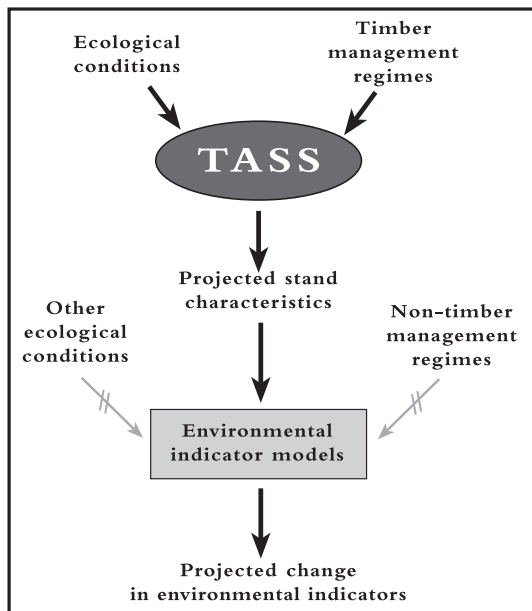 Ecological
conditions
Timber
management
regimes
TASS
Projected stand
characteristics
Other
ecological
conditions
Non-timber
management
regimes
Environmental
indicator models
Projected change
in environmental indicators